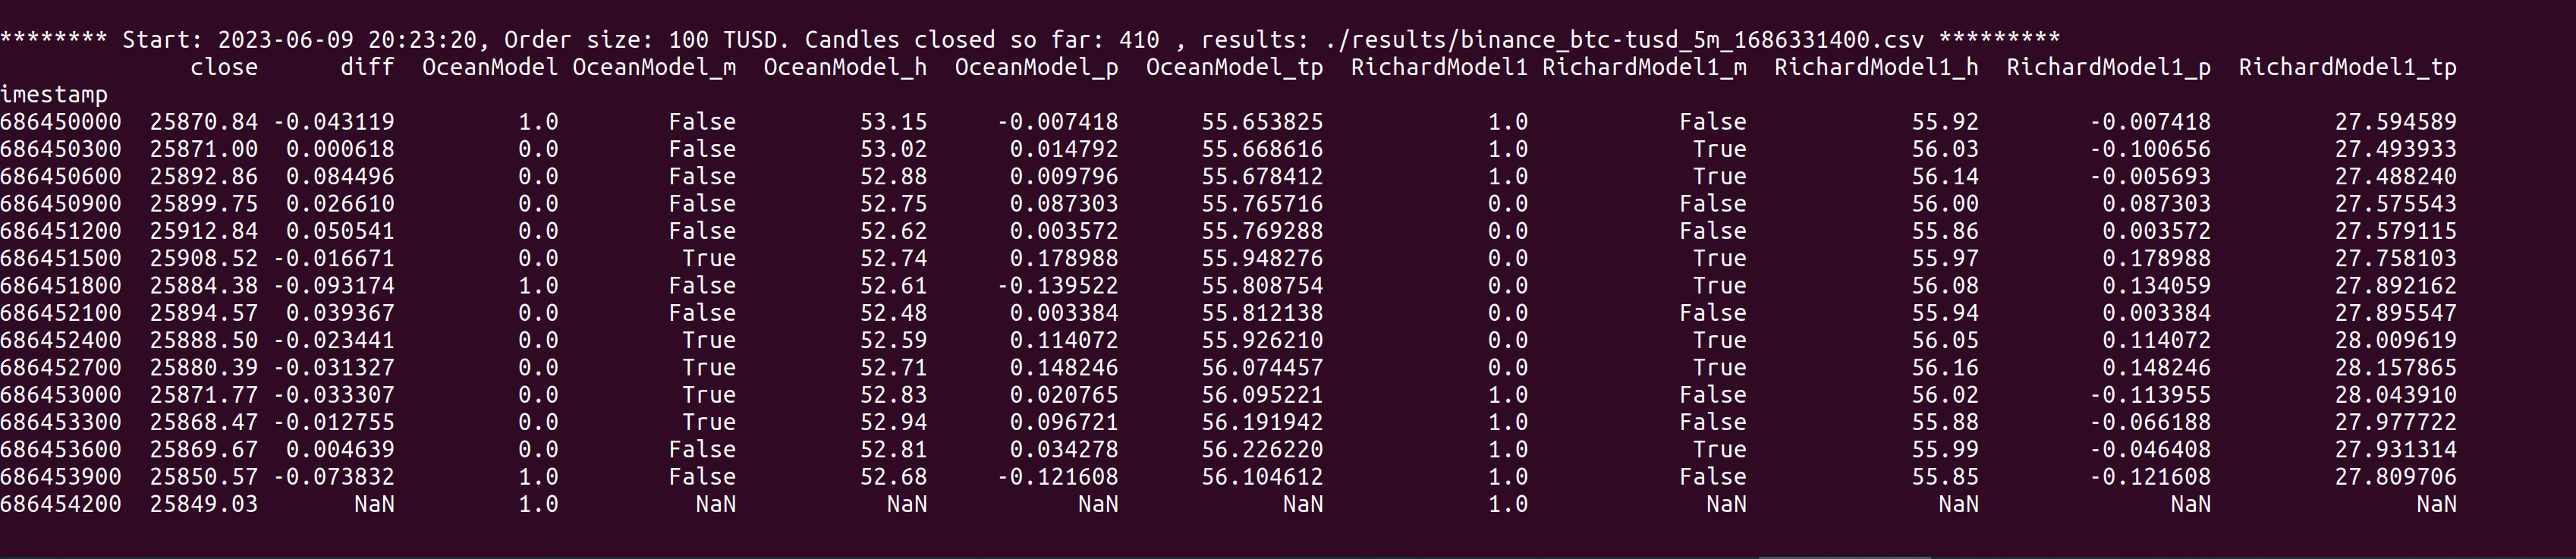 ******** Start: 2023-06-09 20:23:20, Order size: 100 TUSD. Candles closed so far: 410 , results: ./results/binance_btc-tusd_5m_1686331400.csv *********
close diff OceanModel OceanModel_m OceanModel_h OceanModel_p OceanModel_tp RichardModel1 RichardModel1_m RichardModel1_h RichardModel1_p RichardModel1_tp
imestamp
686450000 25870.84 -0.043119 1.0 False 53.15 -0.007418 55.653825 1.0 False 55.92 -0.007418 27.594589
686450300 25871.00 0.000618 0.0 False 53.02 0.014792 55.668616 1.0 True 56.03 -0.100656 27.493933
686450600 25892.86 0.084496 0.0 False 52.88 0.009796 55.678412 1.0 True 56.14 -0.005693 27.488240
686450900 25899.75 0.026610 0.0 False 52.75 0.087303 55.765716 0.0 False 56.00 0.087303 27.575543
686451200 25912.84 0.050541 0.0 False 52.62 0.003572 55.769288 0.0 False 55.86 0.003572 27.579115
686451500 25908.52 -0.016671 0.0 True 52.74 0.178988 55.948276 0.0 True 55.97 0.178988 27.758103
686451800 25884.38 -0.093174 1.0 False 52.61 -0.139522 55.808754 0.0 True 56.08 0.134059 27.892162
686452100 25894.57 0.039367 0.0 False 52.48 0.003384 55.812138 0.0 False 55.94 0.003384 27.895547
686452400 25888.50 -0.023441 0.0 True 52.59 0.114072 55.926210 0.0 True 56.05 0.114072 28.009619
686452700 25880.39 -0.031327 0.0 True 52.71 0.148246 56.074457 0.0 True 56.16 0.148246 28.157865
686453000 25871.77 -0.033307 0.0 True 52.83 0.020765 56.095221 1.0 False 56.02 -0.113955 28.043910
686453300 25868.47 -0.012755 0.0 True 52.94 0.096721 56.191942 1.0 False 55.88 -0.066188 27.977722
686453600 25869.67 0.004639 0.0 False 52.81 0.034278 56.226220 1.0 True 55.99 -0.046408 27.931314
686453900 25850.57 -0.073832 1.0 False 52.68 -0.121608 56.104612 1.0 False 55.85 -0.121608 27.809706
686454200 25849.03 NaN 1.0 NaN NaN NaN NaN 1.0 NaN NaN NaN NaN